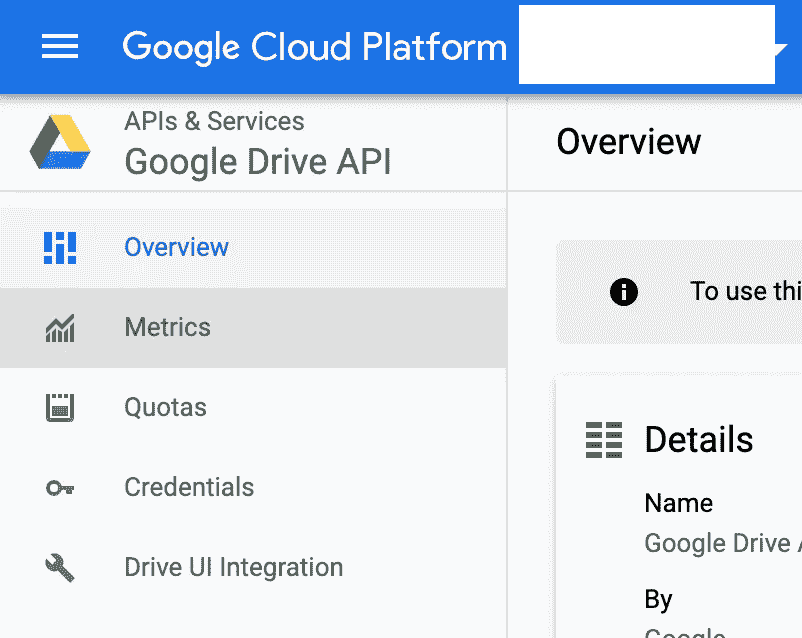 Google Cloud Platform
APIs & Services
Google Drive API
Overview
Metrics
Quotas
Credentials
Drive UI Integration
Overview
To use thi
Details
Name
Google Drive A
By
Google